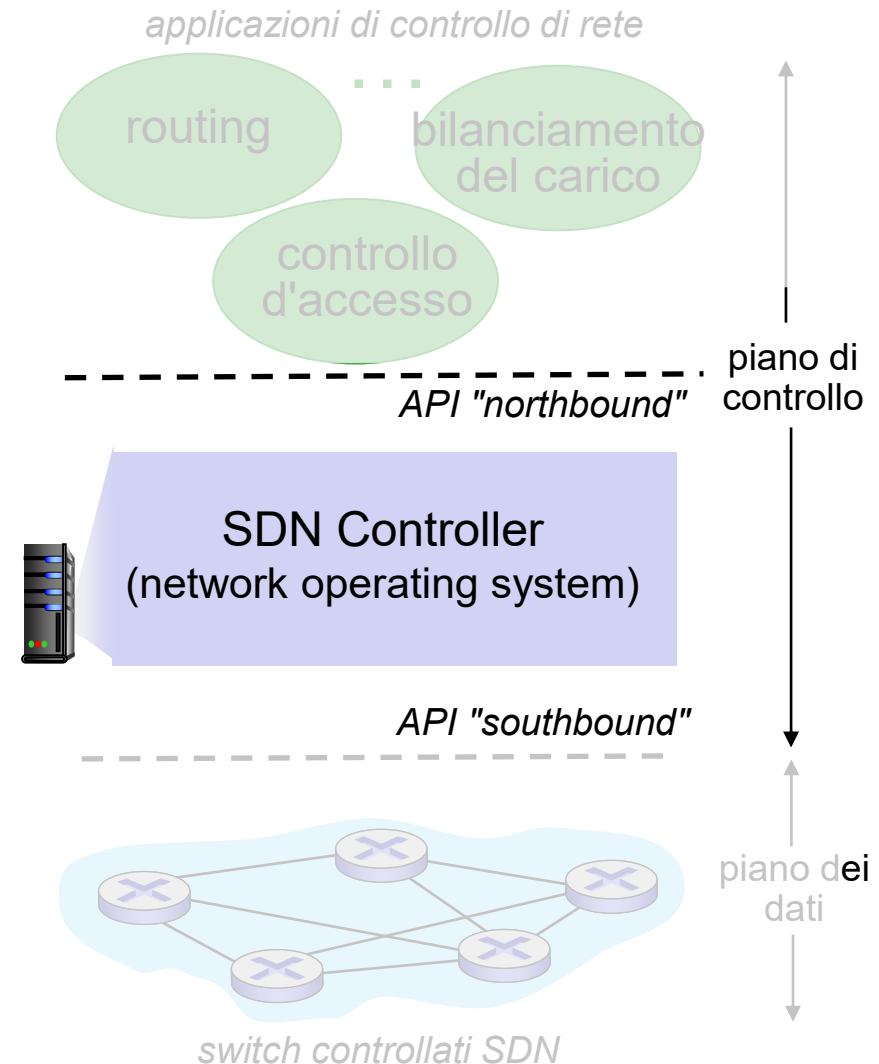 applicazioni di controllo di rete
...
routing
bilanciamento
del carico
controllo
d'accesso
piano di
controllo
API "northbound"
SDN Controller
(network operating system)
API "southbound"
piano dei
dati
switch controllati SDN